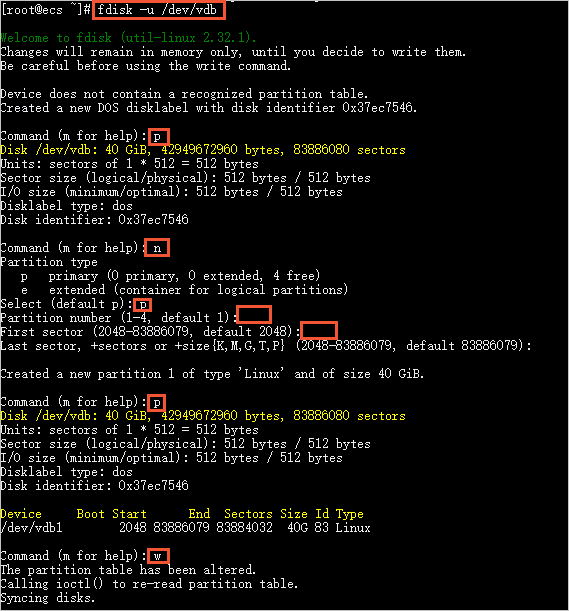 [root@ecs ~]# fdisk -u /dev/vdb
Welcome to fdisk (util-linux 2.32.1).
Changes will remain in memory only, until you decide to write them.
Be careful before using the write command.
Device does not contain a recognized partition table.
Created a new DOS disklabel with disk identifier 0x37ec7546.
Command (m for help): p
Disk /dev/vdb: 40 GiB, 42949672960 bytes, 83886080 sectors
Units: sectors of 1 * 512 = 512 bytes
Sector size (logical/physical): 512 bytes / 512 bytes
I/O size (minimum/optimal): 512 bytes / 512 bytes
Disklabel type: dos
Disk identifier: 0x37ec7546
Command (m for help): n
Partition type
p primary (0 primary, 0 extended, 4 free)
e extended (container for logical partitions)
Select (default p): p
Partition number (1-4, default 1):
First sector (2048-83886079, default 2048):
Last sector, +sectors or +size{K,M,G,T,P} (2048-83886079, default 83886079):
Created a new partition 1 of type 'Linux' and of size 40 GiB.
Command (m for help): p
Disk /dev/vdb: 40 GiB, 42949672960 bytes, 83886080 sectors
Units: sectors of 1 * 512 = 512 bytes
Sector size (logical/physical): 512 bytes / 512 bytes
I/O size (minimum/optimal): 512 bytes / 512 bytes
Disklabel type: dos
Disk identifier: 0x37ec7546
Device Boot Start End Sectors Size Id Type
/dev/vdb1 2048 83886079 83884032 40G 83 Linux
Command (m for help): w
The partition table has been altered.
Calling ioctl() to re-read partition table.
Syncing disks.